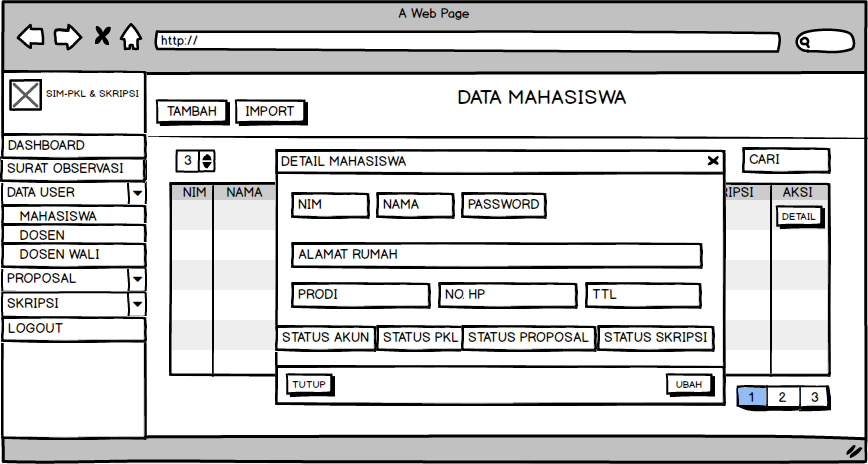 A Web Page
http://
SIM-PKL & SKRIPSI
DATA MAHASISWA
TAMBAH
IMPORT
DASHBOARD
SURAT OBSERVASI
DATA USER
MAHASISWA
DOSEN
DOSEN WALI
PROPOSAL
SKRIPSI
LOGOUT
3
CARI
NIM NAMA RIPSI AKSI
DETAIL
DETAIL MAHASISWA
NIM NAMA PASSWORD
ALAMAT RUMAH
PRODI NO. HP TTL
STATUS AKUN STATUS PKL STATUS PROPOSAL STATUS SKRIPSI
TUTUP UBAH
1 2 3